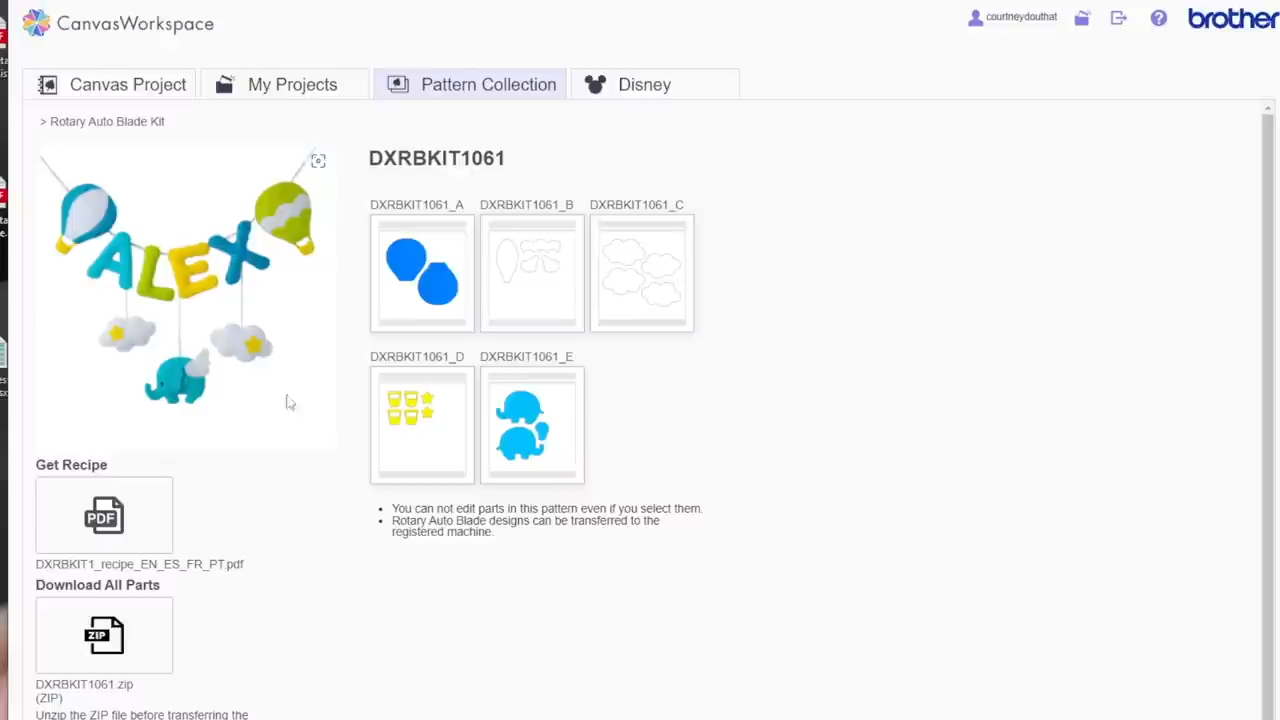 CanvasWorkspace
courtneydouthat
brother
Canvas Project
My Projects
Pattern Collection
Disney
> Rotary Auto Blade Kit
ALEX
DXRBKIT1061
DXRBKIT1061_A
DXRBKIT1061_B
DXRBKIT1061_C
DXRBKIT1061_D
DXRBKIT1061_E
• You can not edit parts in this pattern even if you select them.
• Rotary Auto Blade designs can be transferred to the
registered machine.
Get Recipe
PDF
DXRBKIT1_recipe_EN_ES_FR_PT.pdf
Download All Parts
ZIP
DXRBKIT1061.zip
(ZIP)
Unzip the ZIP file before transferring the